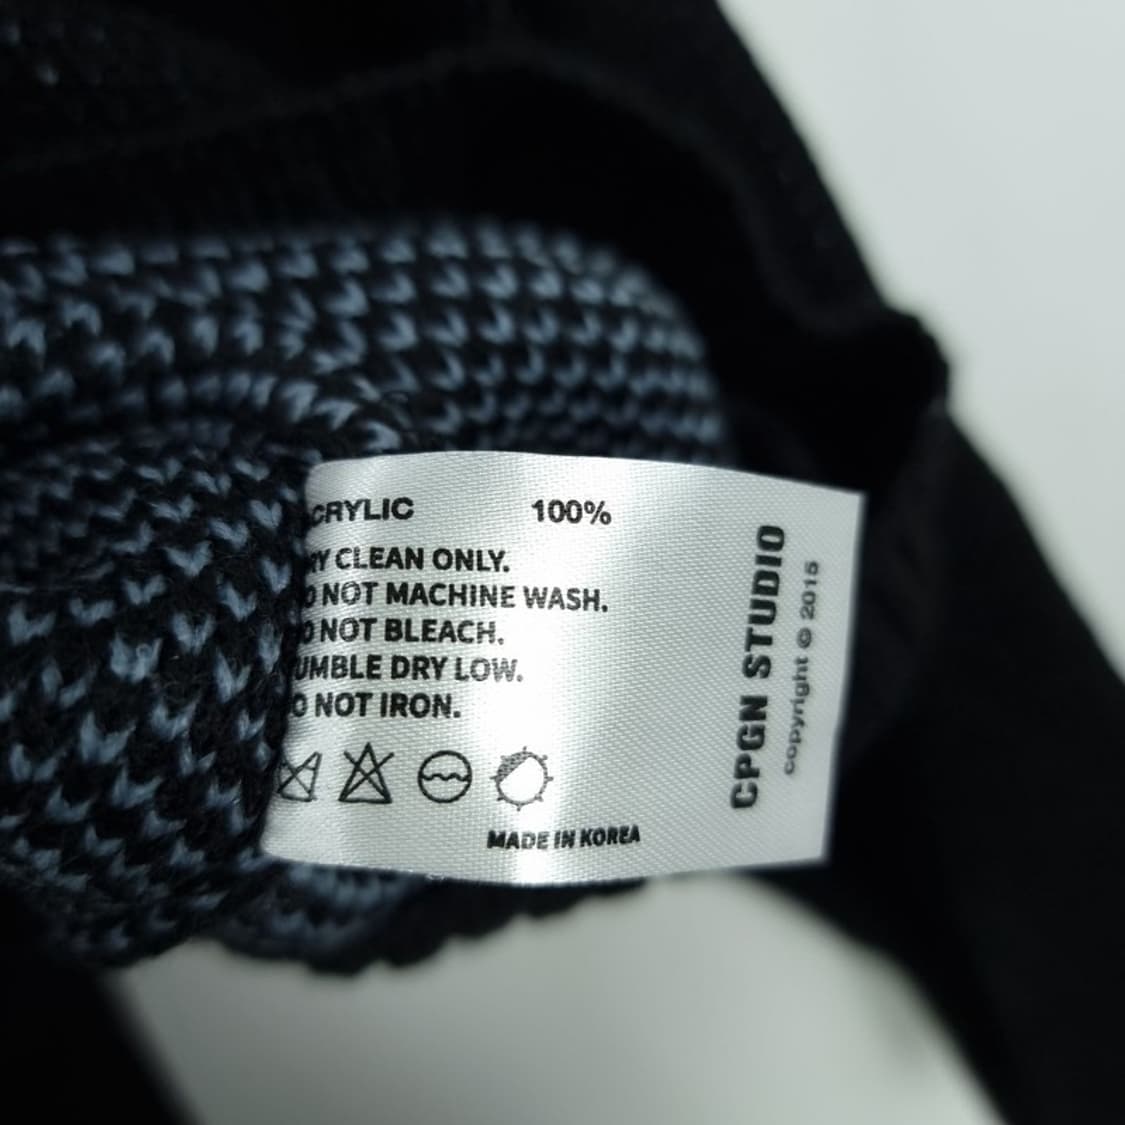 CRYLIC 100%
RY CLEAN ONLY.
O NOT MACHINE WASH.
O NOT BLEACH.
UMBLE DRY LOW.
O NOT IRON.
MADE IN KOREA
CPGN STUDIO
copyright © 2015